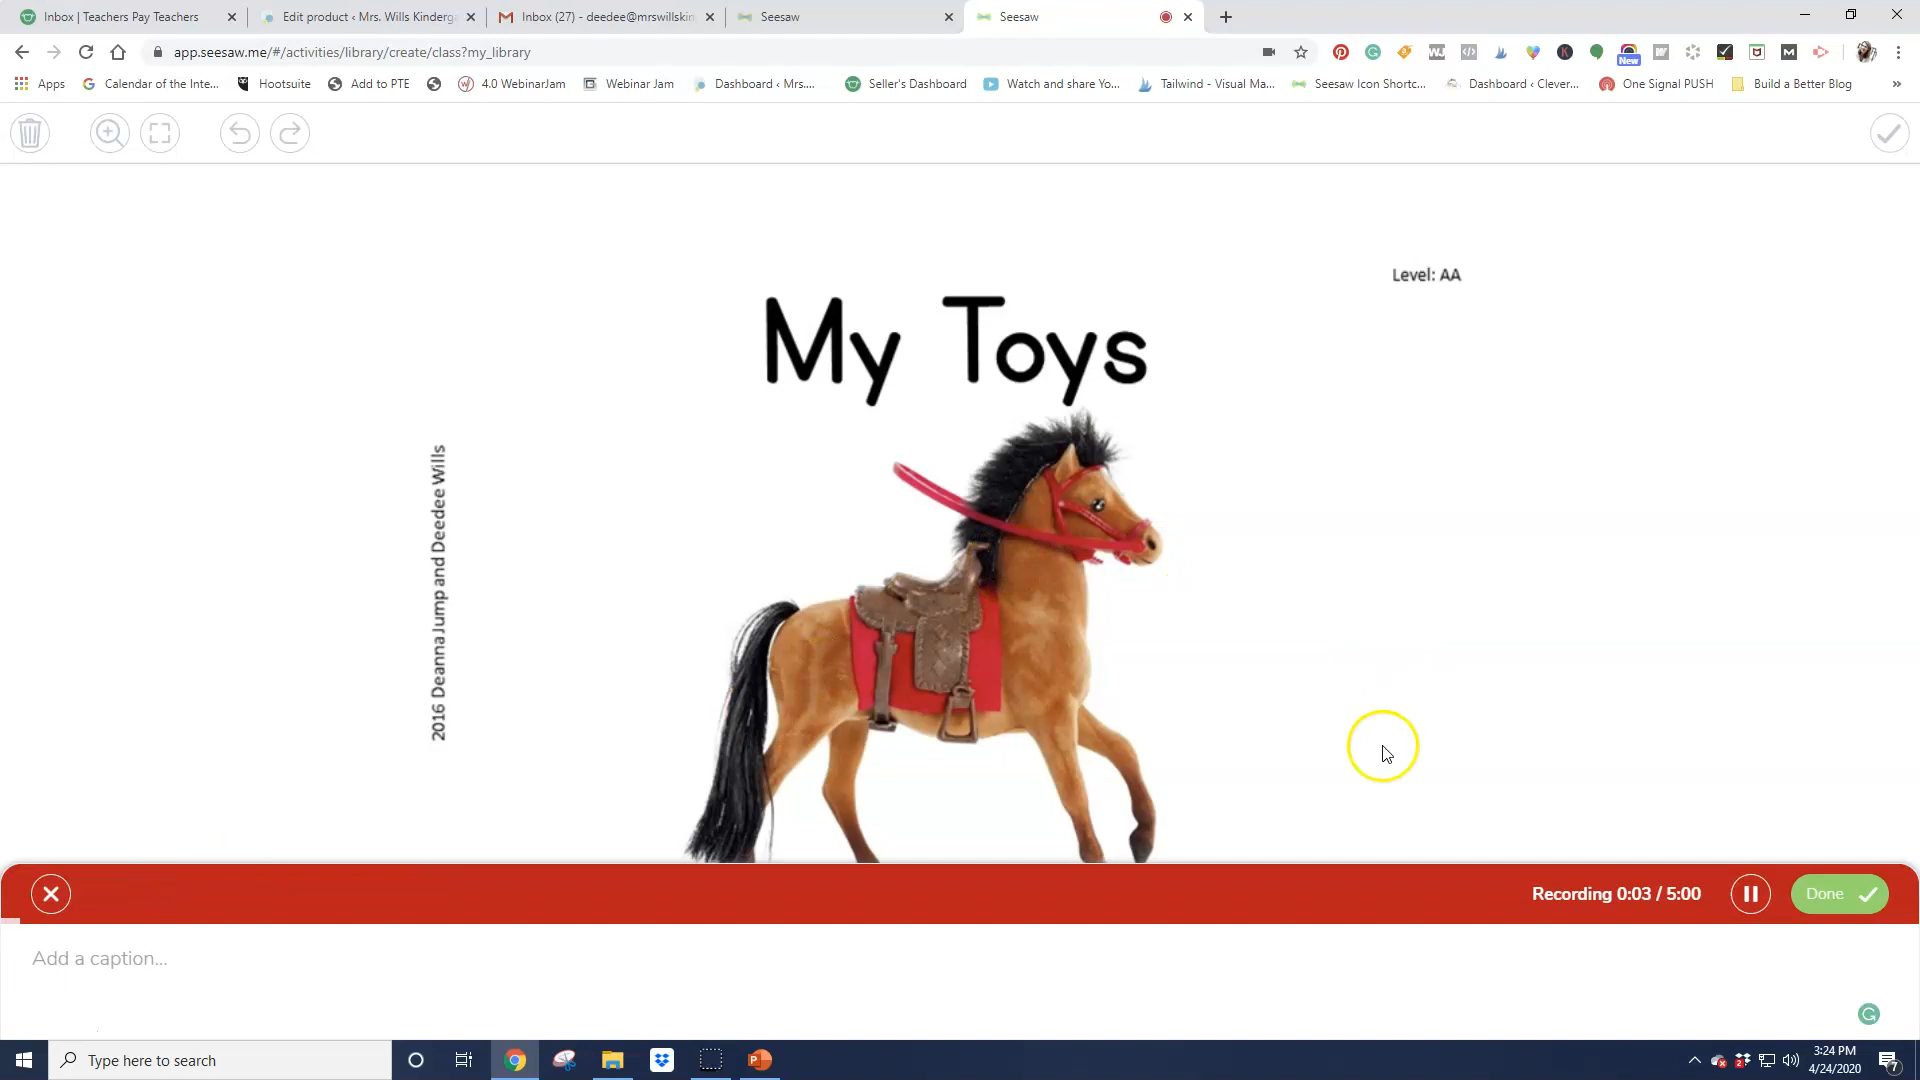 Inbox | Teachers Pay Teachers
Edit product ‹ Mrs. Wills Kinderga
Inbox (27) - deedee@mrswillskin
Seesaw
Seesaw
app.seesaw.me/#/activities/library/create/class?my_library
New
Apps
Calendar of the Inte...
Hootsuite
Add to PTE
4.0 WebinarJam
Webinar Jam
Dashboard ‹ Mrs....
Seller's Dashboard
Watch and share Yo...
Tailwind - Visual Ma...
Seesaw Icon Shortc...
Dashboard ‹ Clever...
One Signal PUSH
Build a Better Blog
»
Level: AA
My Toys
2016 Deanna Jump and Deedee Wills
Recording 0:03 / 5:00
Done
Add a caption...
Type here to search
3:24 PM
4/24/2020